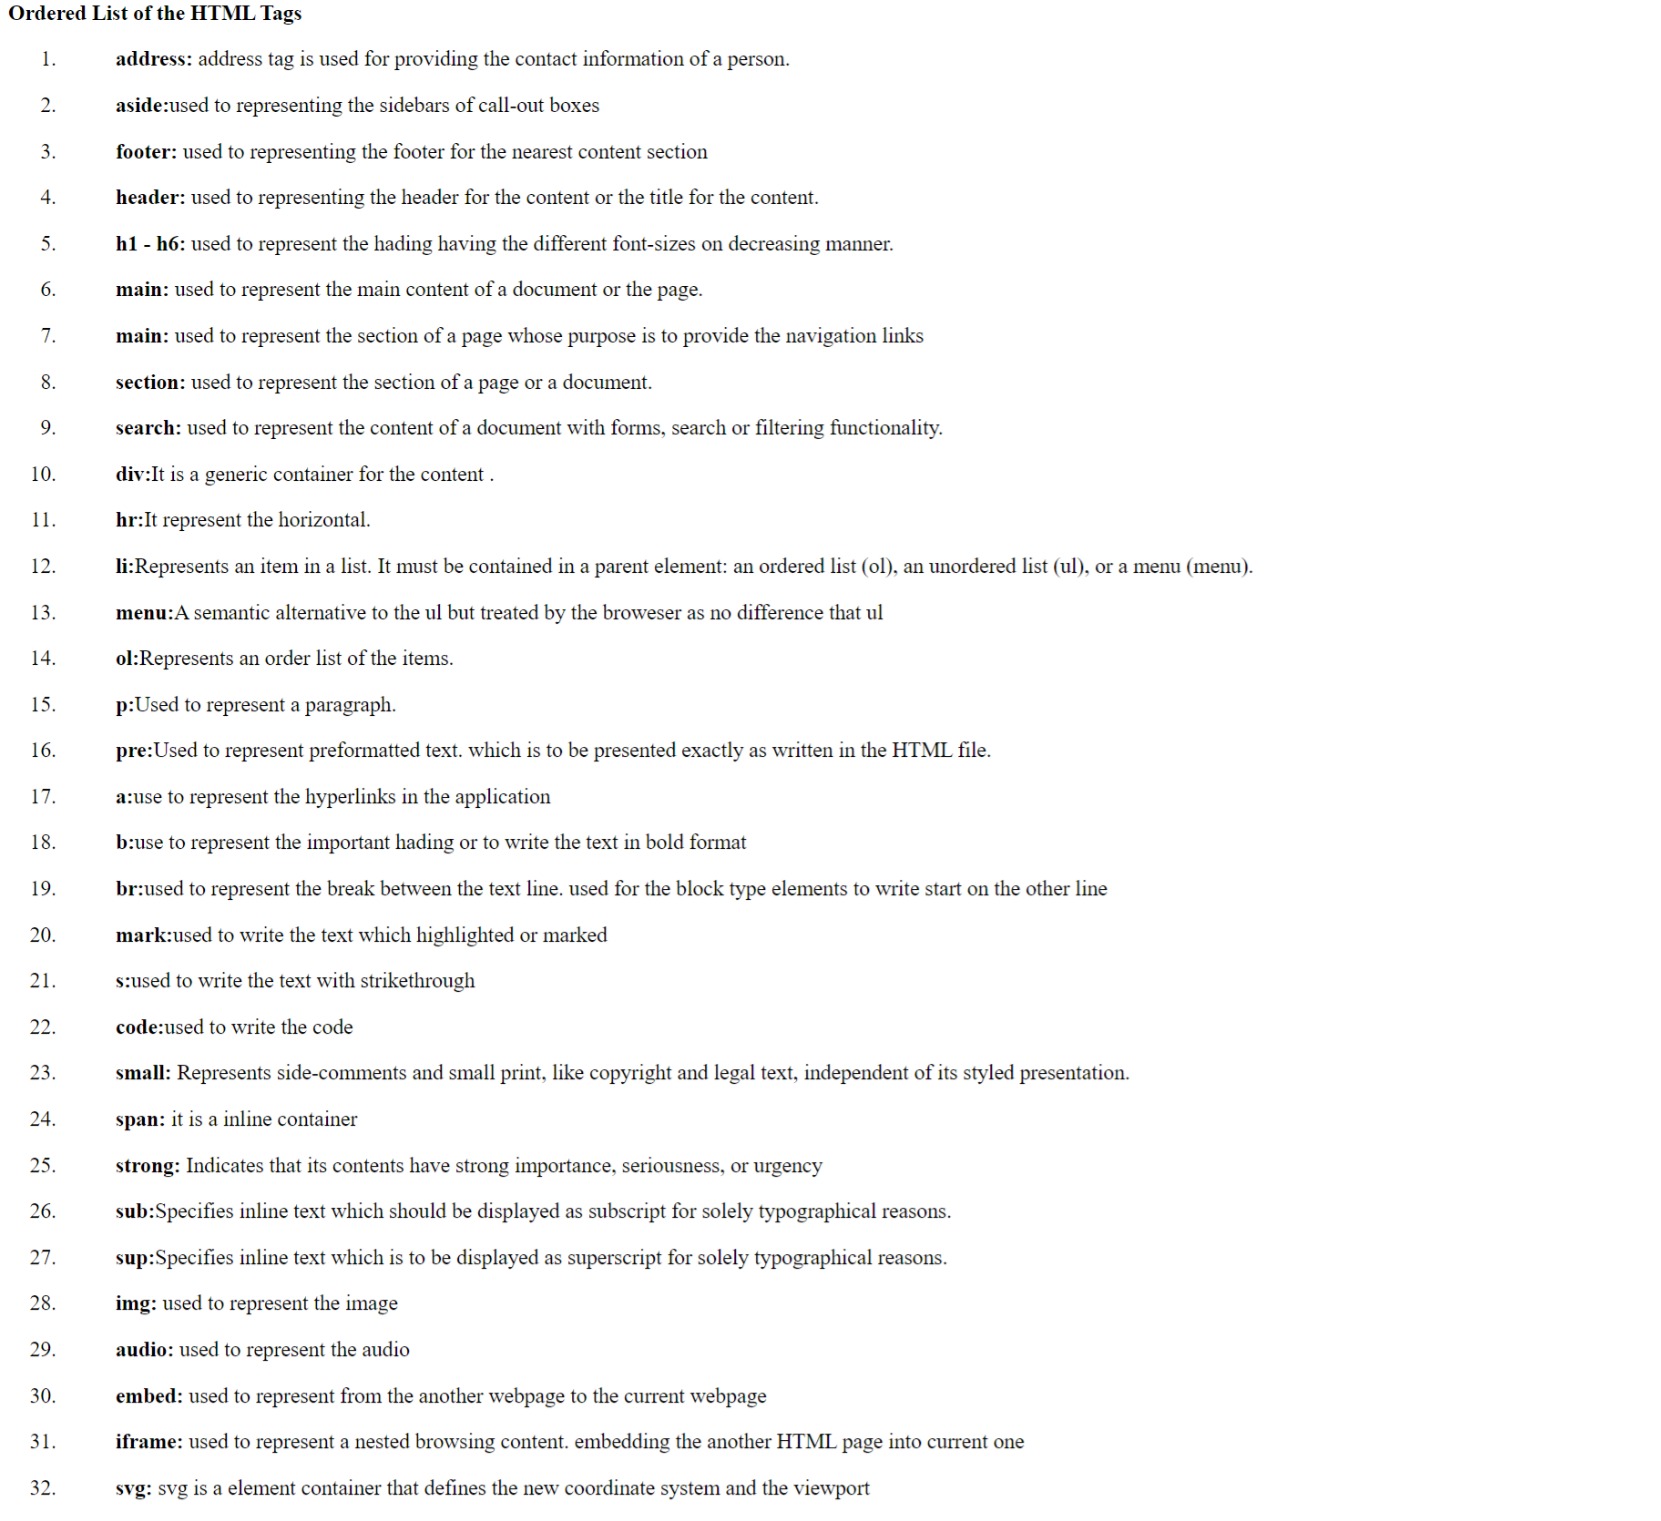 Ordered List of the HTML Tags
1. address: address tag is used for providing the contact information of a person.
2. aside:used to representing the sidebars of call-out boxes
3. footer: used to representing the footer for the nearest content section
4. header: used to representing the header for the content or the title for the content.
5. h1 - h6: used to represent the hading having the different font-sizes on decreasing manner.
6. main: used to represent the main content of a document or the page.
7. main: used to represent the section of a page whose purpose is to provide the navigation links
8. section: used to represent the section of a page or a document.
9. search: used to represent the content of a document with forms, search or filtering functionality.
10. div:It is a generic container for the content .
11. hr:It represent the horizontal.
12. li:Represents an item in a list. It must be contained in a parent element: an ordered list (ol), an unordered list (ul), or a menu (menu).
13. menu:A semantic alternative to the ul but treated by the broweser as no difference that ul
14. ol:Represents an order list of the items.
15. p:Used to represent a paragraph.
16. pre:Used to represent preformatted text. which is to be presented exactly as written in the HTML file.
17. a:use to represent the hyperlinks in the application
18. b:use to represent the important hading or to write the text in bold format
19. br:used to represent the break between the text line. used for the block type elements to write start on the other line
20. mark:used to write the text which highlighted or marked
21. s:used to write the text with strikethrough
22. code:used to write the code
23. small: Represents side-comments and small print, like copyright and legal text, independent of its styled presentation.
24. span: it is a inline container
25. strong: Indicates that its contents have strong importance, seriousness, or urgency
26. sub:Specifies inline text which should be displayed as subscript for solely typographical reasons.
27. sup:Specifies inline text which is to be displayed as superscript for solely typographical reasons.
28. img: used to represent the image
29. audio: used to represent the audio
30. embed: used to represent from the another webpage to the current webpage
31. iframe: used to represent a nested browsing content. embedding the another HTML page into current one
32. svg: svg is a element container that defines the new coordinate system and the viewport